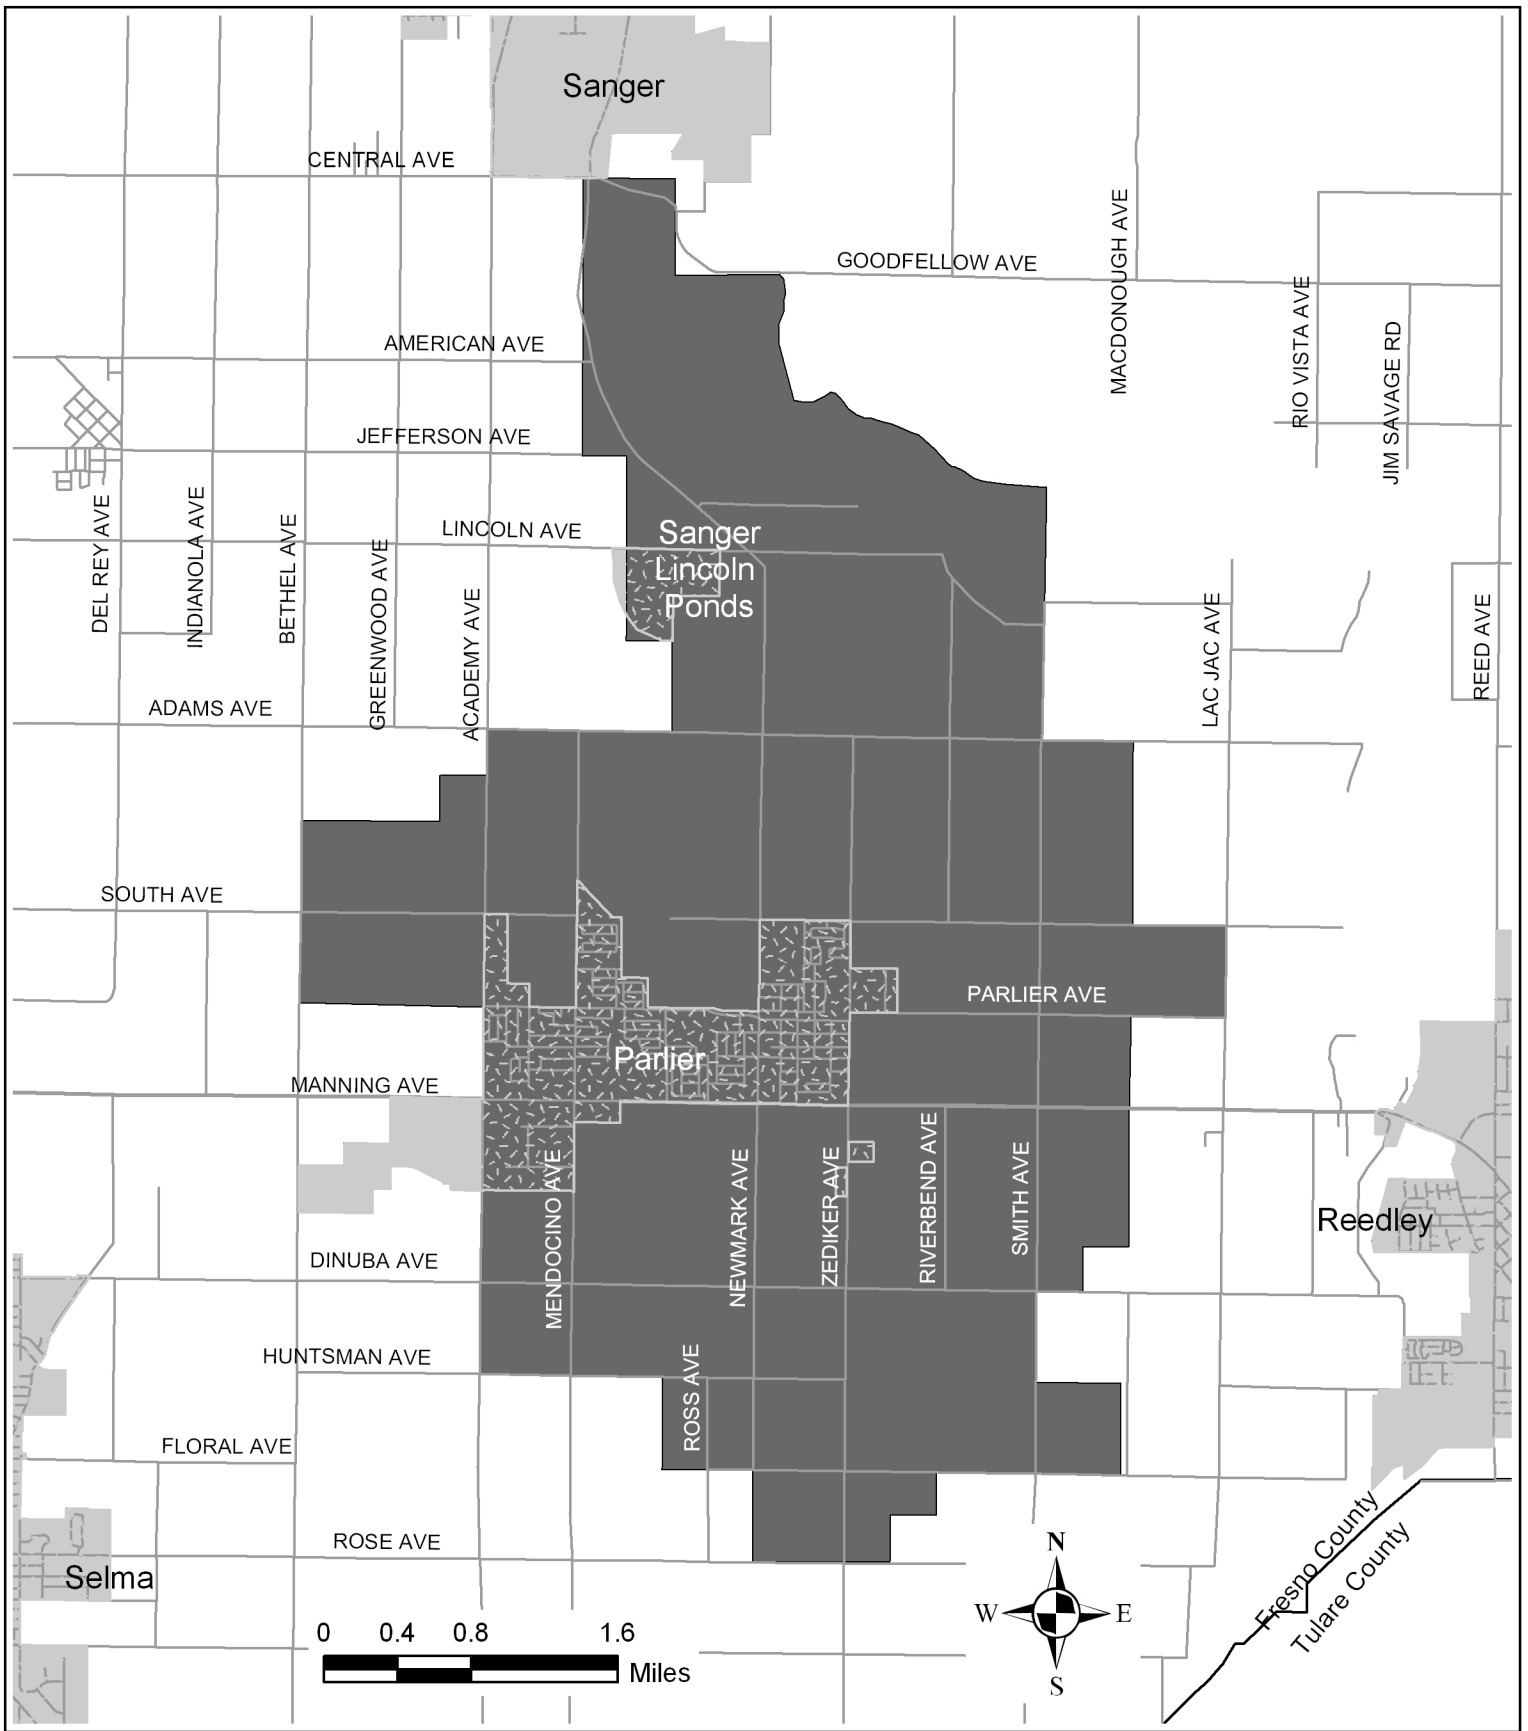 Sanger
CENTRAL AVE
GOODFELLOW AVE
MACDONOUGH AVE
RIO VISTA AVE
JIM SAVAGE RD
AMERICAN AVE
JEFFERSON AVE
LINCOLN AVE
Sanger
Lincoln
Ponds
DEL REY AVE
INDIANOLA AVE
BETHEL AVE
GREENWOOD AVE
ACADEMY AVE
LAC JAC AVE
REED AVE
ADAMS AVE
SOUTH AVE
PARLIER AVE
Parlier
MANNING AVE
MENDOCINO AVE
NEWMARK AVE
ZEDIKER AVE
RIVERBEND AVE
SMITH AVE
Reedley
DINUBA AVE
HUNTSMAN AVE
ROSS AVE
FLORAL AVE
ROSE AVE
Selma
Fresno County
Tulare County
N
W
E
S
0 0.4 0.8 1.6
Miles